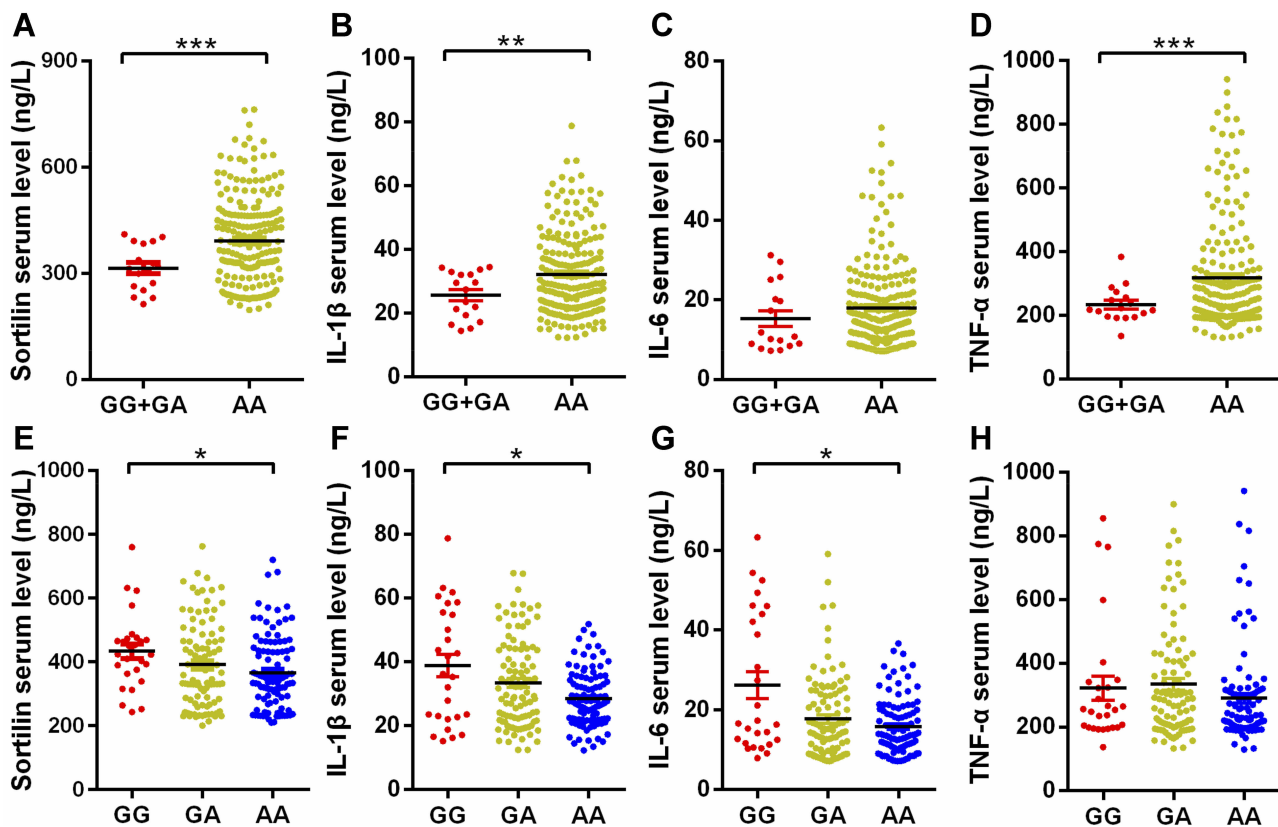 A
Sortilin serum level (ng/L)
900
600
300
0
***
GG+GA AA
B
IL-1β serum level (ng/L)
100
80
60
40
20
0
**
GG+GA AA
C
IL-6 serum level (ng/L)
80
60
40
20
0
GG+GA AA
D
TNF-α serum level (ng/L)
1000
800
600
400
200
0
***
GG+GA AA
E
Sortilin serum level (ng/L)
1000
800
600
400
200
0
*
GG GA AA
F
IL-1β serum level (ng/L)
100
80
60
40
20
0
*
GG GA AA
G
IL-6 serum level (ng/L)
80
60
40
20
0
*
GG GA AA
H
TNF-α serum level (ng/L)
1000
800
600
400
200
0
GG GA AA